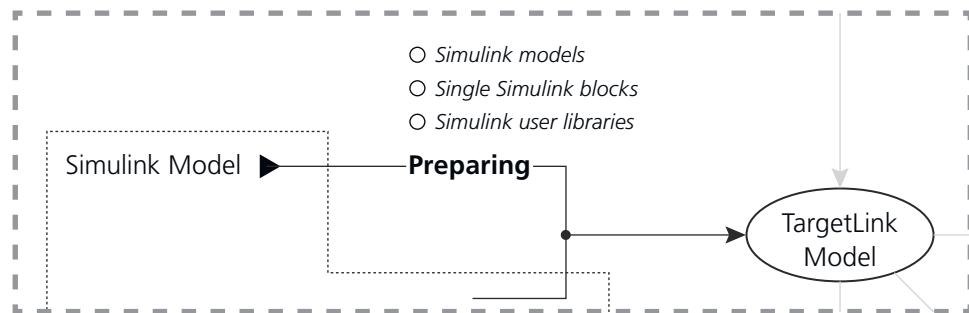 Simulink models
Single Simulink blocks
Simulink user libraries
Simulink Model
Preparing
TargetLink
Model